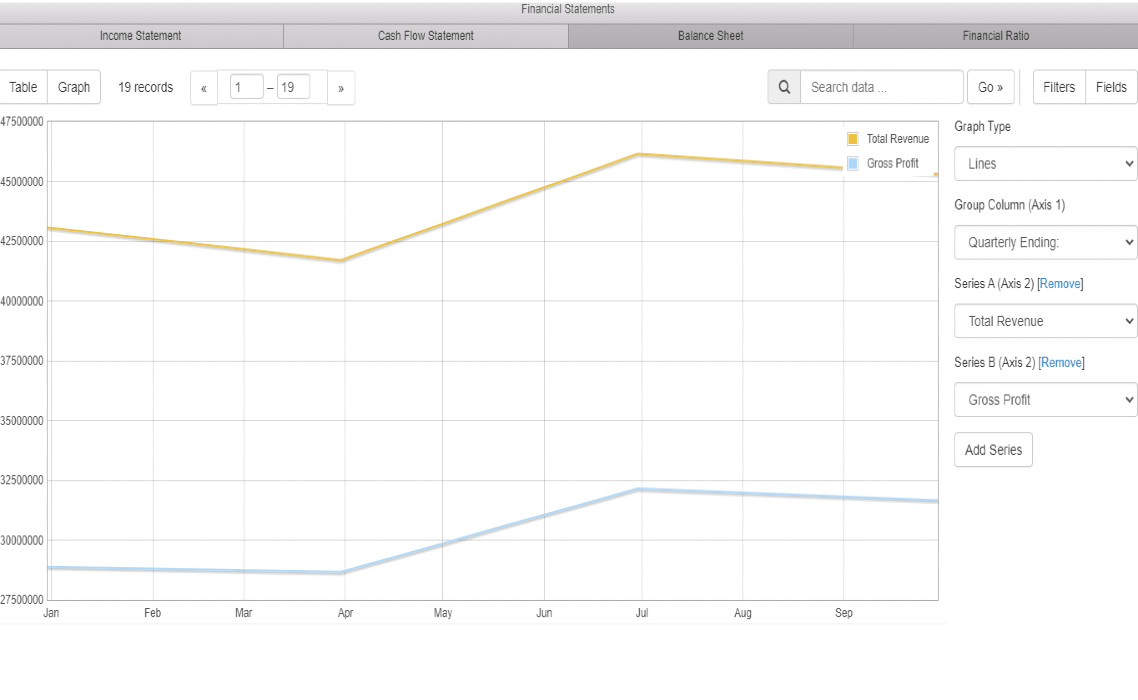 Financial Statements
Income Statement Cash Flow Statement Balance Sheet Financial Ratio
Table Graph 19 records « 1 – 19 » Search data ... Go » Filters Fields
47500000
45000000
42500000
40000000
37500000
35000000
32500000
30000000
27500000
Total Revenue
Gross Profit
Jan Feb Mar Apr May Jun Jul Aug Sep
Graph Type
Lines
Group Column (Axis 1)
Quarterly Ending:
Series A (Axis 2) [Remove]
Total Revenue
Series B (Axis 2) [Remove]
Gross Profit
Add Series